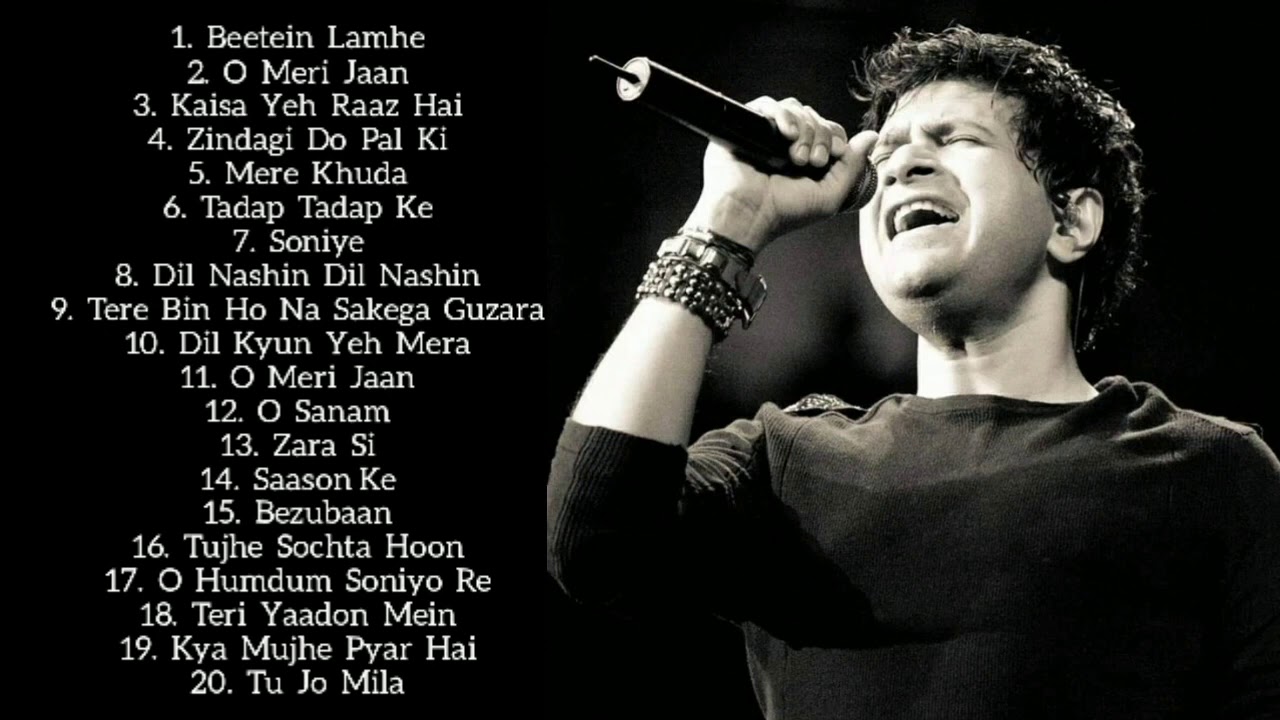 1. Beetein Lamhe
2. O Meri Jaan
3. Kaisa Yeh Raaz Hai
4. Zindagi Do Pal Ki
5. Mere Khuda
6. Tadap Tadap Ke
7. Soniye
8. Dil Nashin Dil Nashin
9. Tere Bin Ho Na Sakega Guzara
10. Dil Kyun Yeh Mera
11. O Meri Jaan
12. O Sanam
13. Zara Si
14. Saason Ke
15. Bezubaan
16. Tujhe Sochta Hoon
17. O Humdum Soniyo Re
18. Teri Yaadon Mein
19. Kya Mujhe Pyar Hai
20. Tu Jo Mila